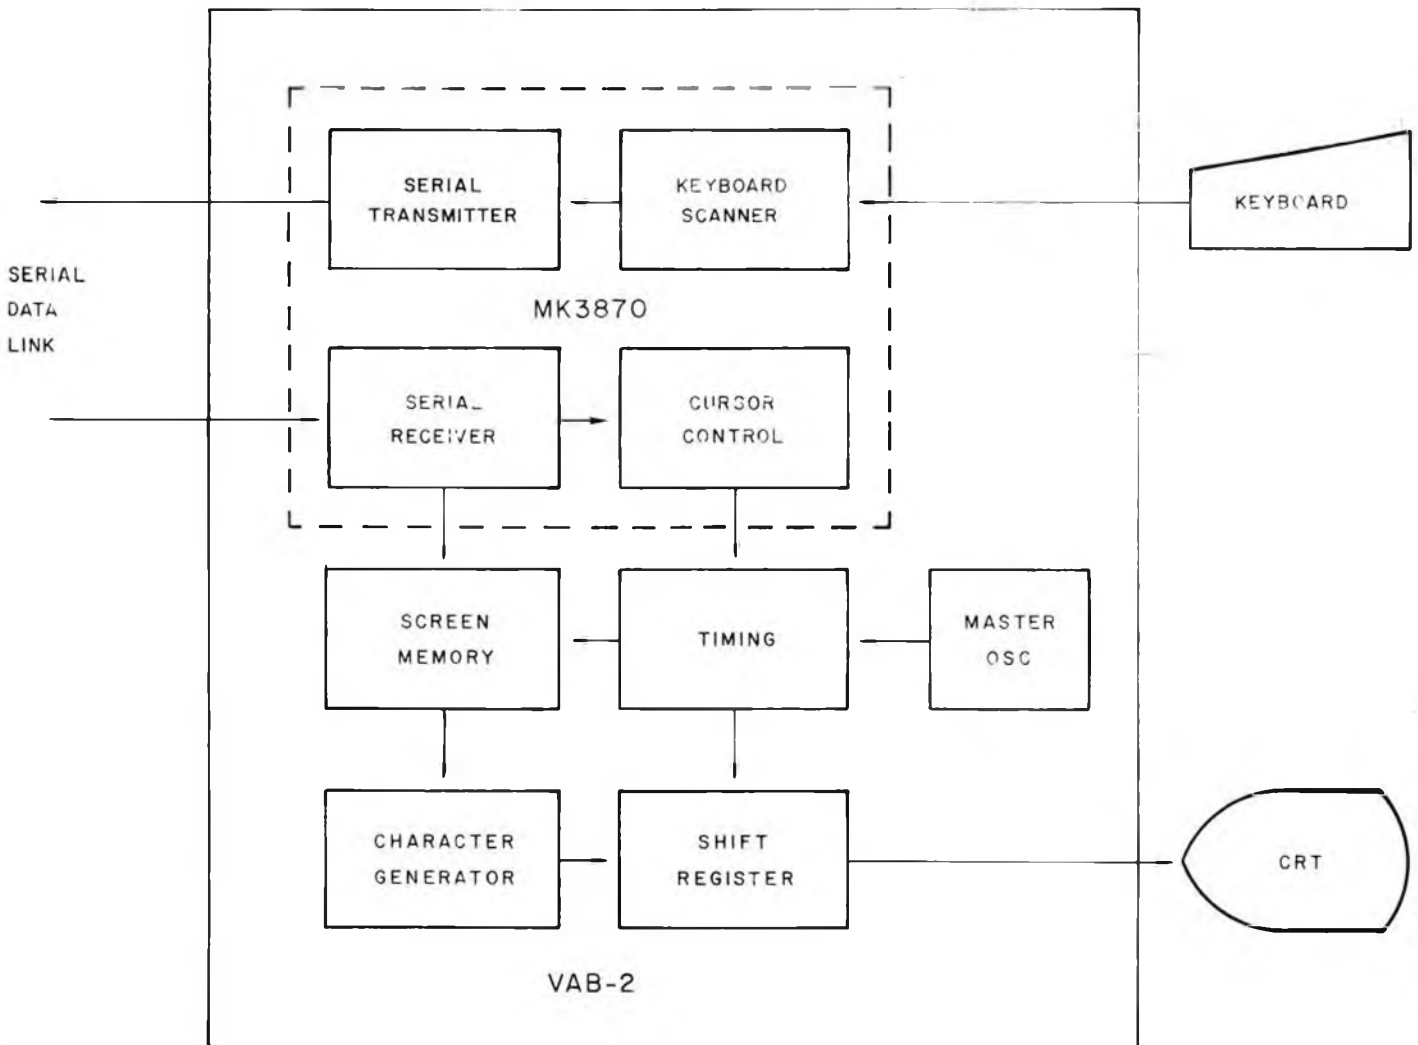 SERIAL
TRANSMITTER
KEYBOARD
SCANNER
KEYBOARD
SERIAL
DATA
LINK
MK3870
SERIAL
RECEIVER
CURSOR
CONTROL
SCREEN
MEMORY
TIMING
MASTER
OSC
CHARACTER
GENERATOR
SHIFT
REGISTER
CRT
VAB-2